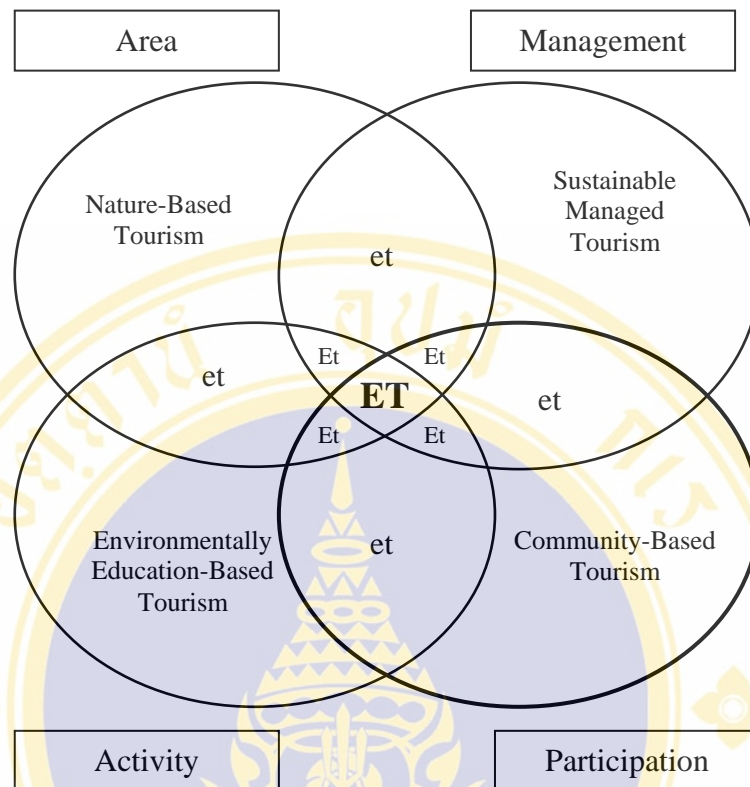 Area
Management
Nature-Based
Tourism
Sustainable
Managed
Tourism
et
et
Et
Et
ET
et
Et
Et
Environmentally
Education-Based
Tourism
et
Community-Based
Tourism
Activity
Participation